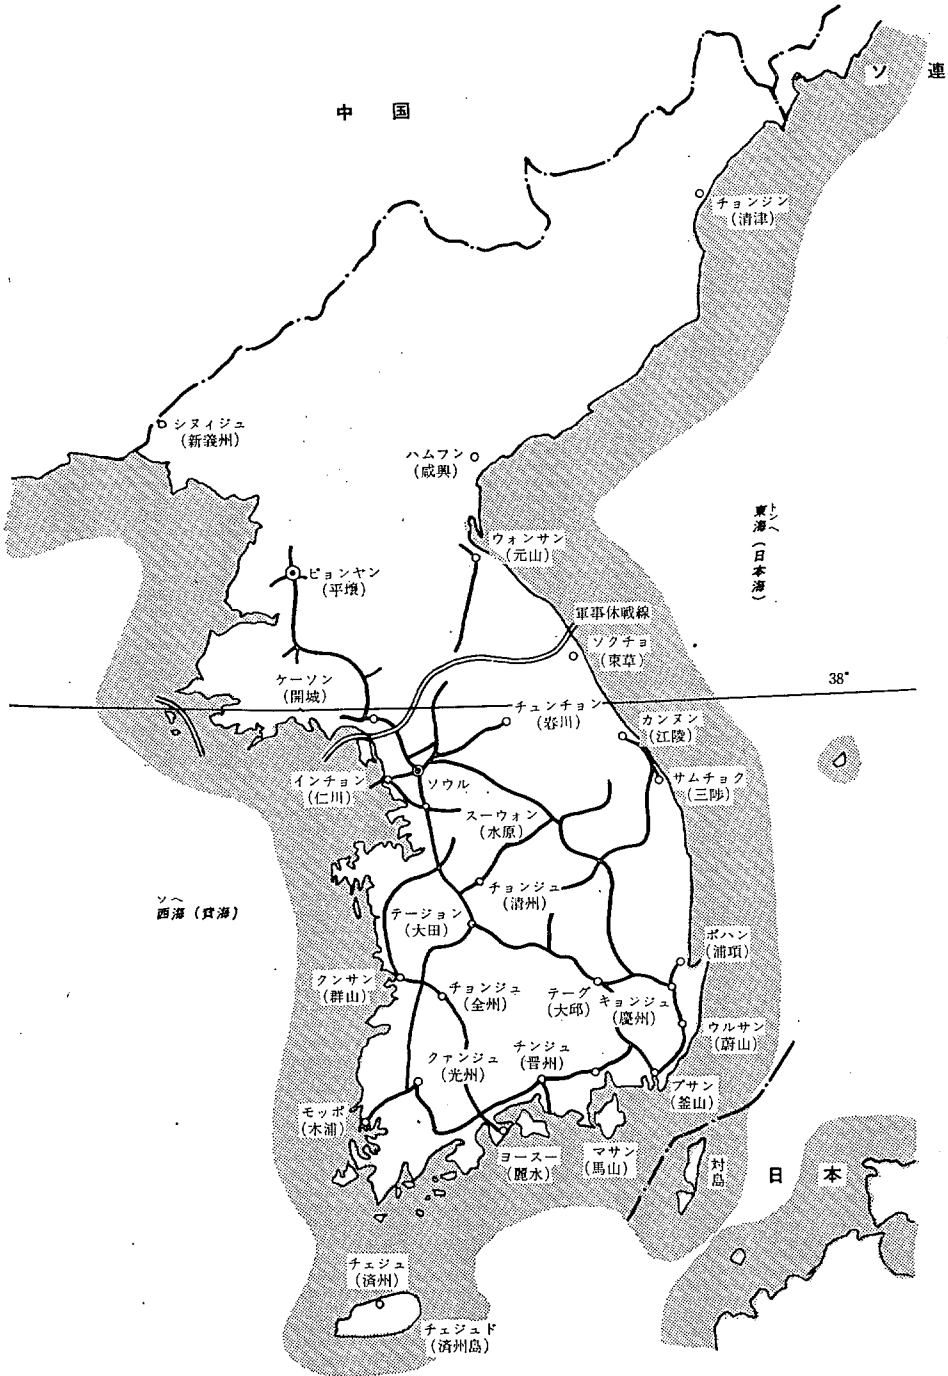 ソ 連
中 国
チョンジン
(清津)
シヌィジュ
(新義州)
ハムフン
(咸興)
トンヘ
東海(日本海)
ウォンサン
(元山)
ピョンヤン
(平壌)
軍事休戦線
ソクチョ
(束草)
ケーソン
(開城)
38°
チュンチョン
(春川)
カンヌン
(江陵)
インチョン
(仁川)
ソウル
サムチョク
(三陟)
スーウォン
(水原)
チョンジュ
(清州)
ソヘ
西海(黄海)
テージョン
(大田)
ポハン
(浦項)
クンサン
(群山)
チョンジュ
(全州)
テーグ
(大邱)
キョンジュ
(慶州)
ウルサン
(蔚山)
クァンジュ
(光州)
チンジュ
(晋州)
プサン
(釜山)
モッポ
(木浦)
ヨースー
(麗水)
マサン
(馬山)
対島
日 本
チェジュ
(済州)
チェジュド
(済州島)